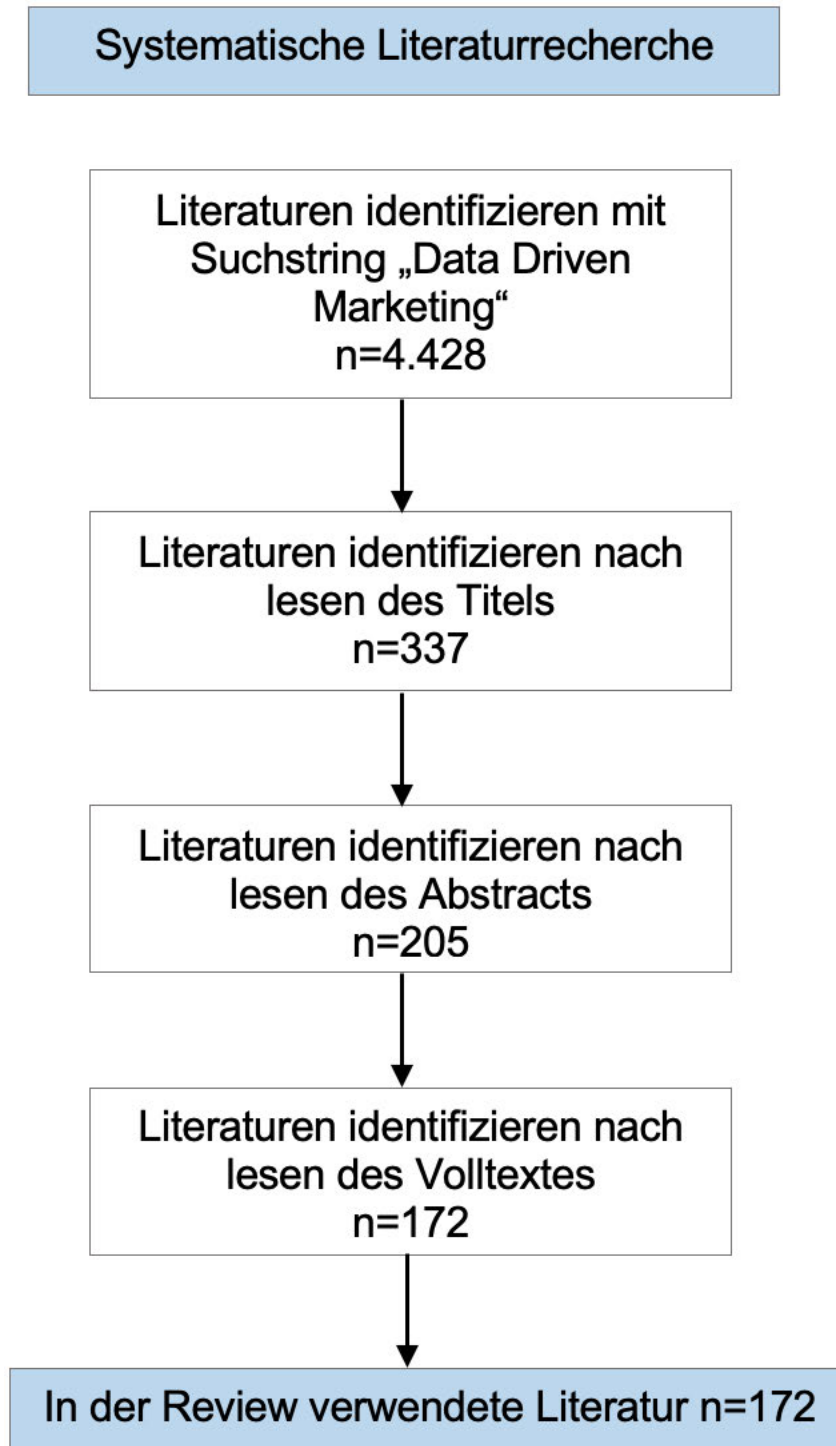 Systematische Literaturrecherche
Literaturen identifizieren mit
Suchstring „Data Driven
Marketing“
n=4.428
Literaturen identifizieren nach
lesen des Titels
n=337
Literaturen identifizieren nach
lesen des Abstracts
n=205
Literaturen identifizieren nach
lesen des Volltextes
n=172
In der Review verwendete Literatur n=172